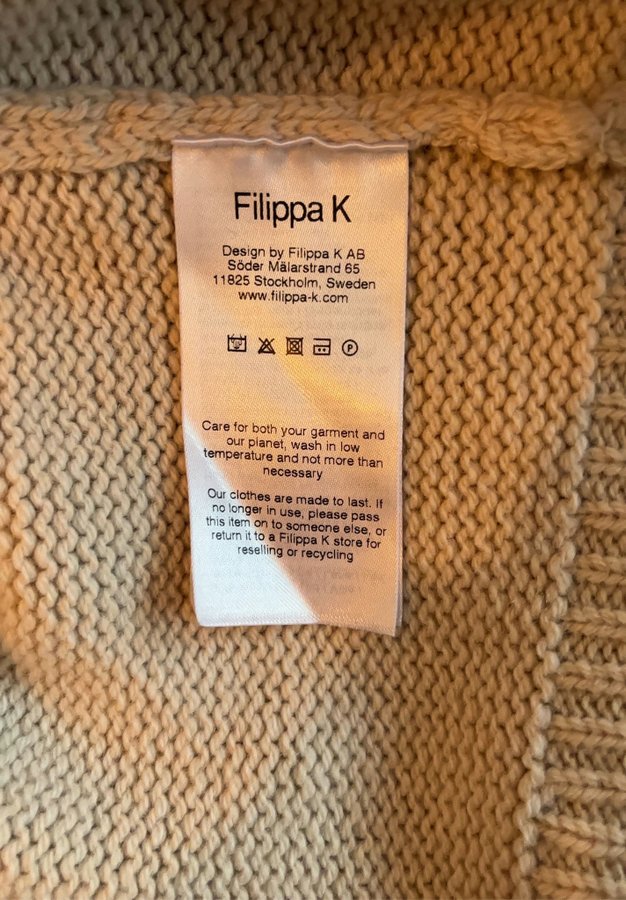 Filippa K
Design by Filippa K AB
Söder Mälarstrand 65
11825 Stockholm, Sweden
www.filippa-k.com
P
Care for both your garment and
our planet, wash in low
temperature and not more than
necessary
Our clothes are made to last. If
no longer in use, please pass
this item on to someone else, or
return it to a Filippa K store for
reselling or recycling